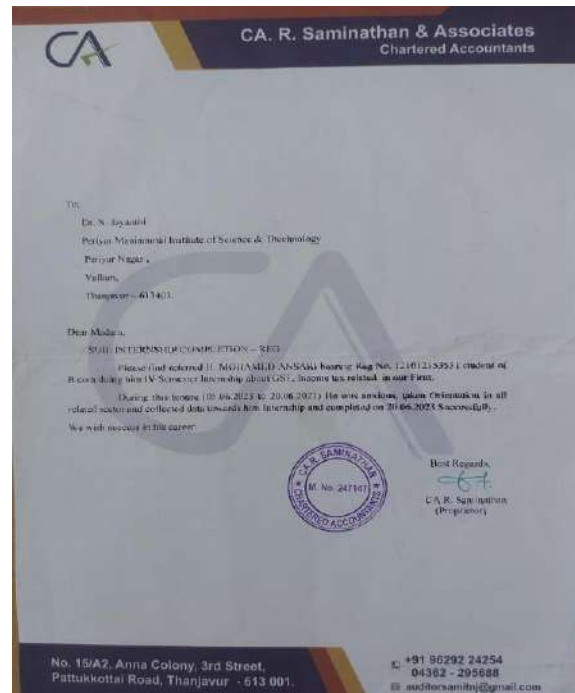 CA
CA. R. Saminathan & Associates
Chartered Accountants
To,
Dr. N. Jayanthi
Periyar Maniammai Institute of Science & Thechnology
Periyar Nagar,
Vallam,
Thanjavur - 613403.
Dear Madam,
SUB: INTERNSHIP COMPLETION – REG
Please find referred H. MOHAMED ANSARI bearing Reg No. student of
B.com doing him IV-Semester Internship about GST, Income tax related in our Firm.
During this tenure (05.06.2023 to 20.06.2023) He was anxious, taken Orientation in all
related sector and collected data towards him Internship and completed on 20.06.2023 Successfully.
We wish success in his career.
Best Regards,
CA R. Saminathan
(Proprietor)
CA. R. SAMINATHAN
M. No. 247147
CHARTERED ACCOUNTANTS
No. 15/A2, Anna Colony, 3rd Street,
Pattukkottai Road, Thanjavur - 613 001.
+91 96292 24254
04362 - 295688
auditorsamitnj@gmail.com